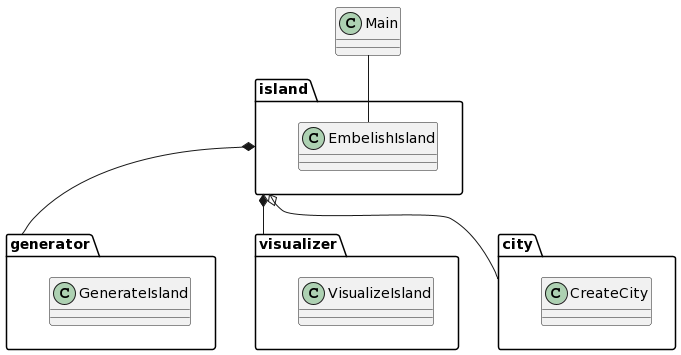 C Main
island
C EmbelishIsland
generator
C GenerateIsland
visualizer
C VisualizeIsland
city
C CreateCity